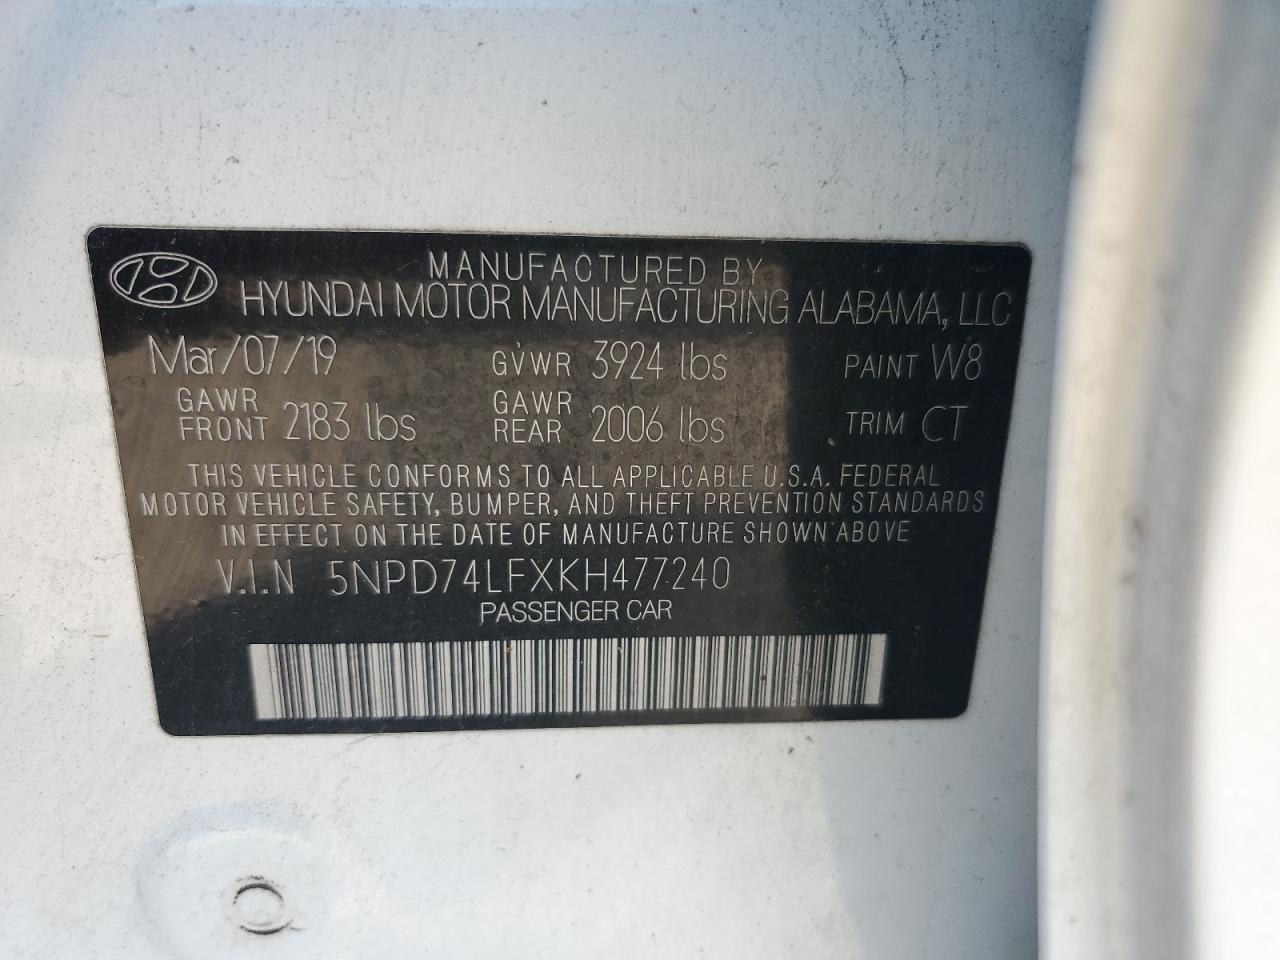 MANUFACTURED BY
HYUNDAI MOTOR MANUFACTURING ALABAMA, LLC
Mar/07/19 GVWR 3924 lbs PAINT W8
GAWR FRONT 2183 lbs GAWR REAR 2006 lbs TRIM CT
THIS VEHICLE CONFORMS TO ALL APPLICABLE U.S.A. FEDERAL
MOTOR VEHICLE SAFETY, BUMPER, AND THEFT PREVENTION STANDARDS
IN EFFECT ON THE DATE OF MANUFACTURE SHOWN ABOVE
V.I.N 5NPD74LFXKH477240
PASSENGER CAR